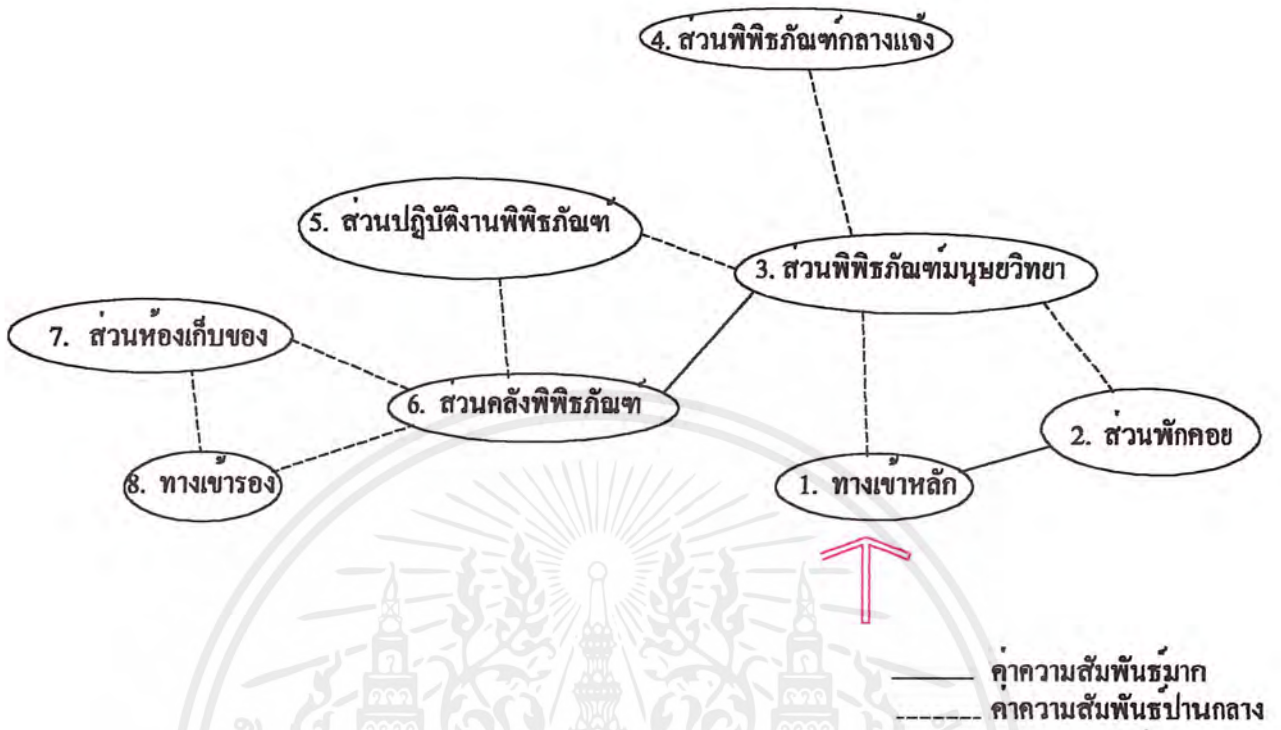 4. ส่วนพิพิธภัณฑ์กลางแจ้ง
5. ส่วนปฏิบัติงานพิพิธภัณฑ์
3. ส่วนพิพิธภัณฑ์มนุษยวิทยา
7. ส่วนห้องเก็บของ
6. ส่วนคลังพิพิธภัณฑ์
2. ส่วนพักคอย
8. ทางเข้ารอง
1. ทางเข้าหลัก
ค่าความสัมพันธ์มาก
ค่าความสัมพันธ์ปานกลาง